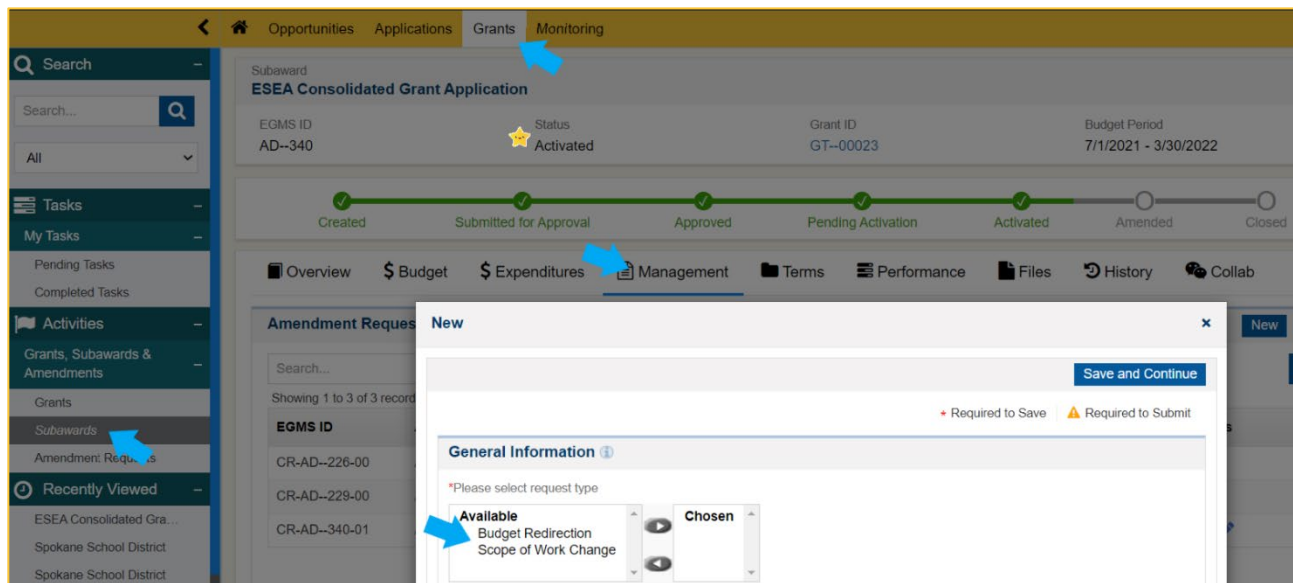 Opportunities Applications Grants Monitoring
Search
Search...
All
Tasks
My Tasks
Pending Tasks
Completed Tasks
Activities
Grants, Subawards &
Amendments
Grants
Subawards
Amendment Requests
Recently Viewed
ESEA Consolidated Gra...
Spokane School District
Spokane School District
Subaward
ESEA Consolidated Grant Application
EGMS ID Status Grant ID Budget Period
AD--340 Activated GT--00023 7/1/2021 - 3/30/2022
Created Submitted for Approval Approved Pending Activation Activated Amended Closed
Overview $ Budget $ Expenditures Management Terms Performance Files History Collab
Amendment Reques
New
Search...
Showing 1 to 3 of 3 record
EGMS ID
CR-AD--226-00
CR-AD--229-00
CR-AD--340-01
New
Save and Continue
* Required to Save Required to Submit
General Information
*Please select request type
Available Chosen
Budget Redirection
Scope of Work Change